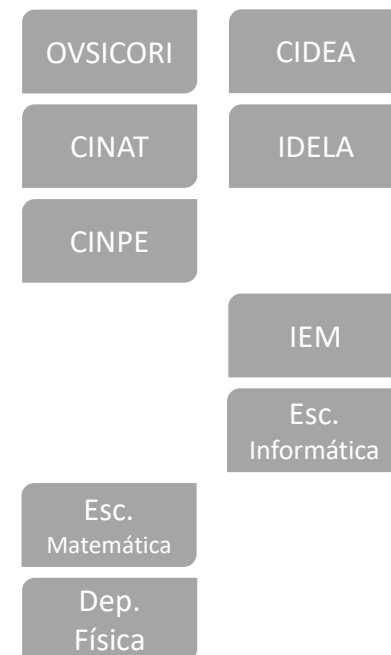 OVSICORI
CIDEA
CINAT
IDELA
CINPE
IEM
Esc.
Informática
Esc.
Matemática
Dep.
Física